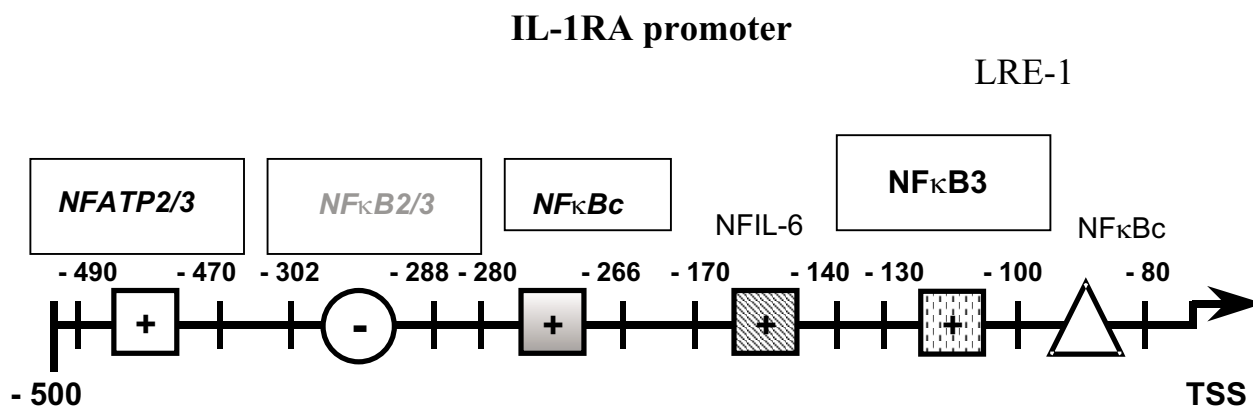 IL-1RA promoter
LRE-1
NFATP2/3 NFκB2/3 NFκBc NFκB3
NFIL-6 NFκBc
- 490 - 470 - 302 - 288 - 280 - 266 - 170 - 140 - 130 - 100 - 80
+ - + + +
- 500 TSS